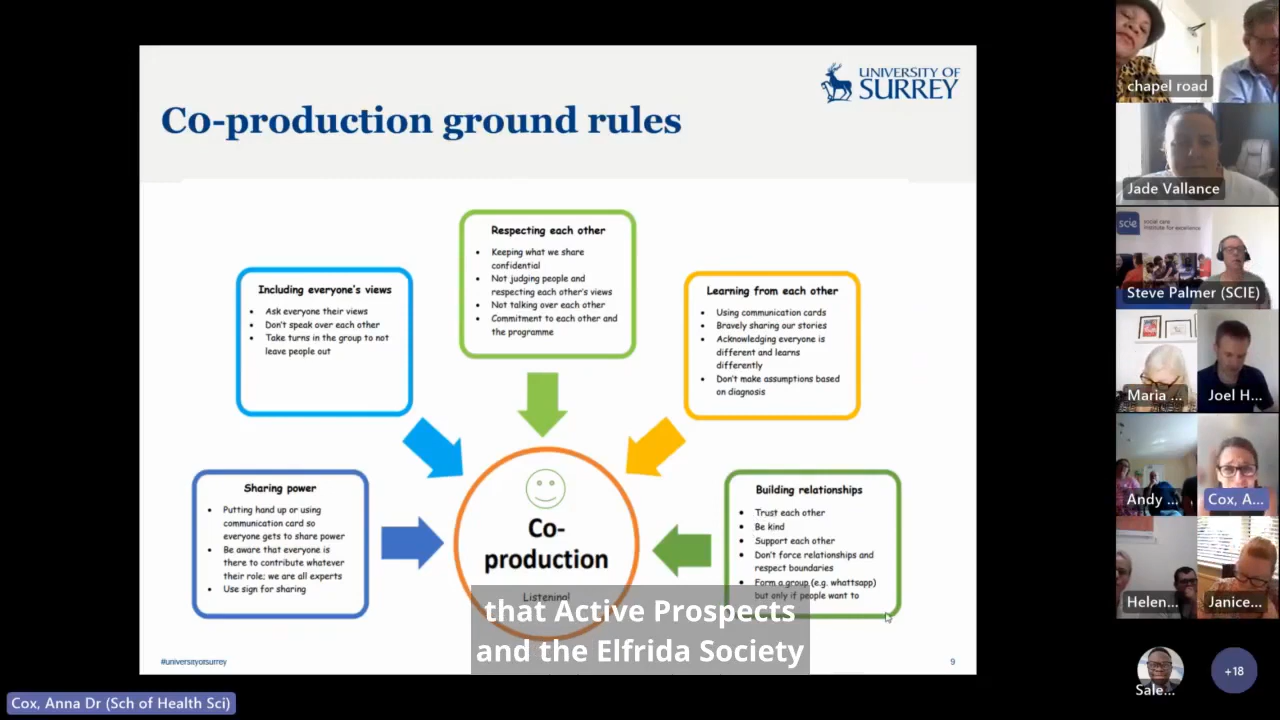 UNIVERSITY OF
SURREY
Co-production ground rules
Respecting each other
Keeping what we share
confidential
Not judging people and
respecting each other's views
Not talking over each other
Commitment to each other and
the programme
Including everyone's views
Ask everyone their views
Don't speak over each other
Take turns in the group to not
leave people out
Learning from each other
Using communication cards
Bravely sharing our stories
Acknowledging everyone is
different and learns
differently
Don't make assumptions based
on diagnosis
Sharing power
Putting hand up or using
communication card so
everyone gets to share power
Be aware that everyone is
there to contribute whatever
their role; we are all experts
Use sign for sharing
Co-
production
Listening!
Building relationships
Trust each other
Be kind
Support each other
Don't force relationships and
respect boundaries
Form a group (e.g. whattsapp)
but only if people want to
that Active Prospects
and the Elfrida Society
#universityofsurrey
9
Cox, Anna Dr (Sch of Health Sci)
chapel road
Jade Vallance
scie
social care
institute for excellence
Steve Palmer (SCIE)
Maria ...
Joel H...
Andy ...
Cox, A...
Helen...
Janice...
Sale...
+18